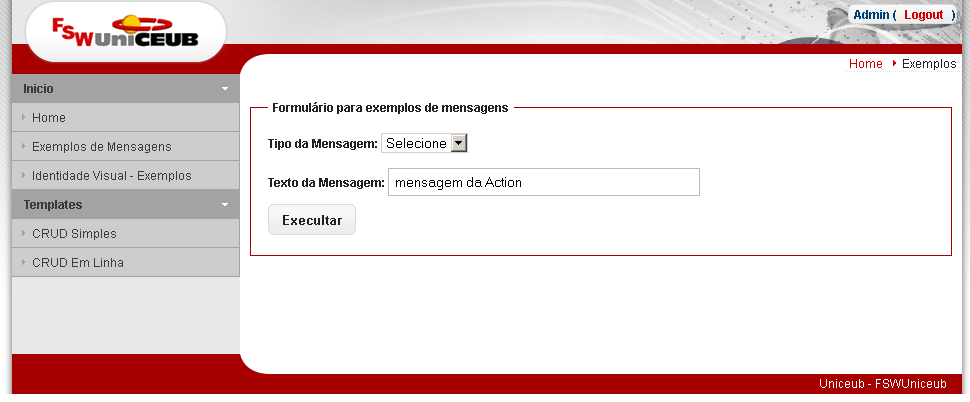 FSWUniCEUB
Admin ( Logout )
Home Exemplos
Inicio
Home
Exemplos de Mensagens
Identidade Visual - Exemplos
Templates
CRUD Simples
CRUD Em Linha
Formulário para exemplos de mensagens
Tipo da Mensagem: Selecione
Texto da Mensagem: mensagem da Action
Execultar
Uniceub - FSWUniceub